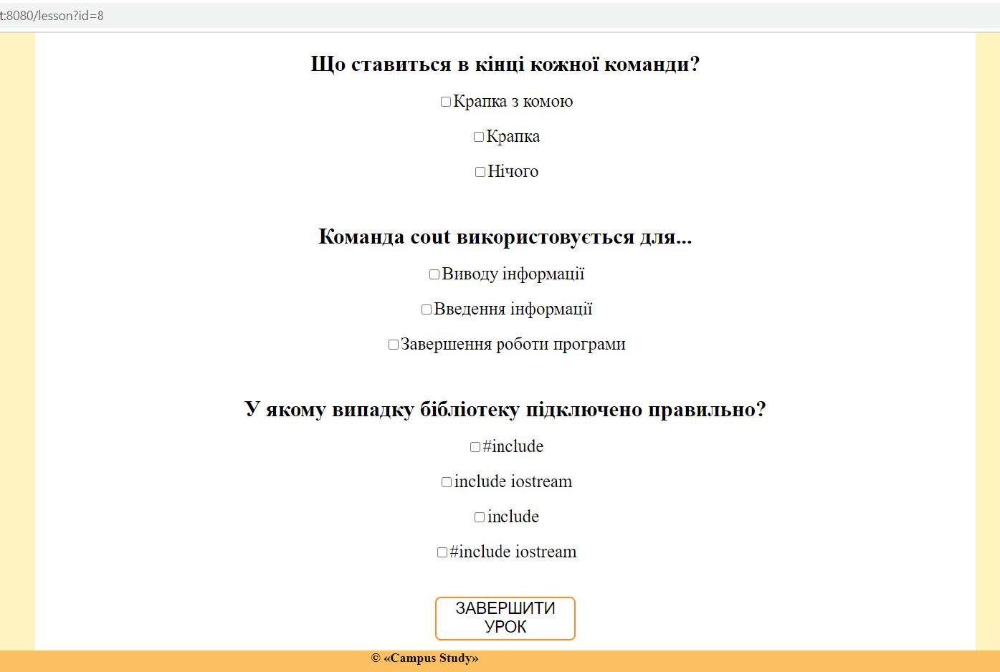 t:8080/lesson?id=8
Що ставиться в кінці кожної команди?
Крапка з комою
Крапка
Нічого
Команда cout використовується для...
Виводу інформації
Введення інформації
Завершення роботи програми
У якому випадку бібліотеку підключено правильно?
#include
include iostream
include
#include iostream
ЗАВЕРШИТИ
УРОК
© «Campus Study»